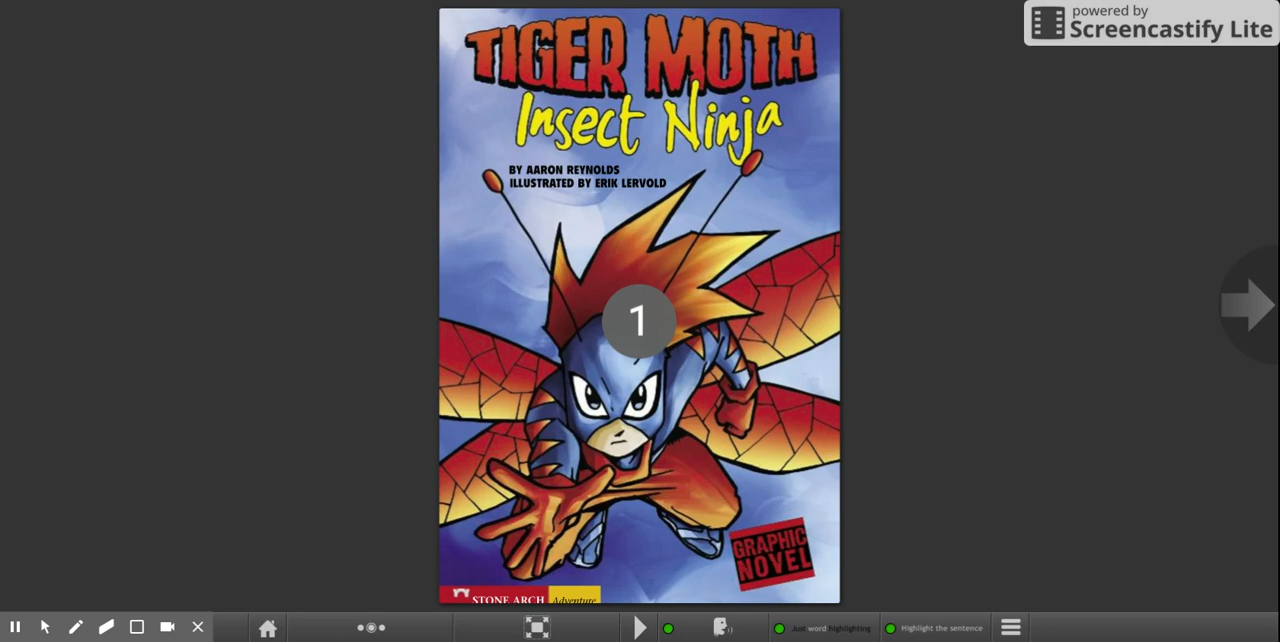 powered by
Screencastify Lite
TIGER MOTH
Insect Ninja
BY AARON REYNOLDS
ILLUSTRATED BY ERIK LERVOLD
1
GRAPHIC
NOVEL
STONE ARCH Adventure
Just word highlighting
Highlight the sentence